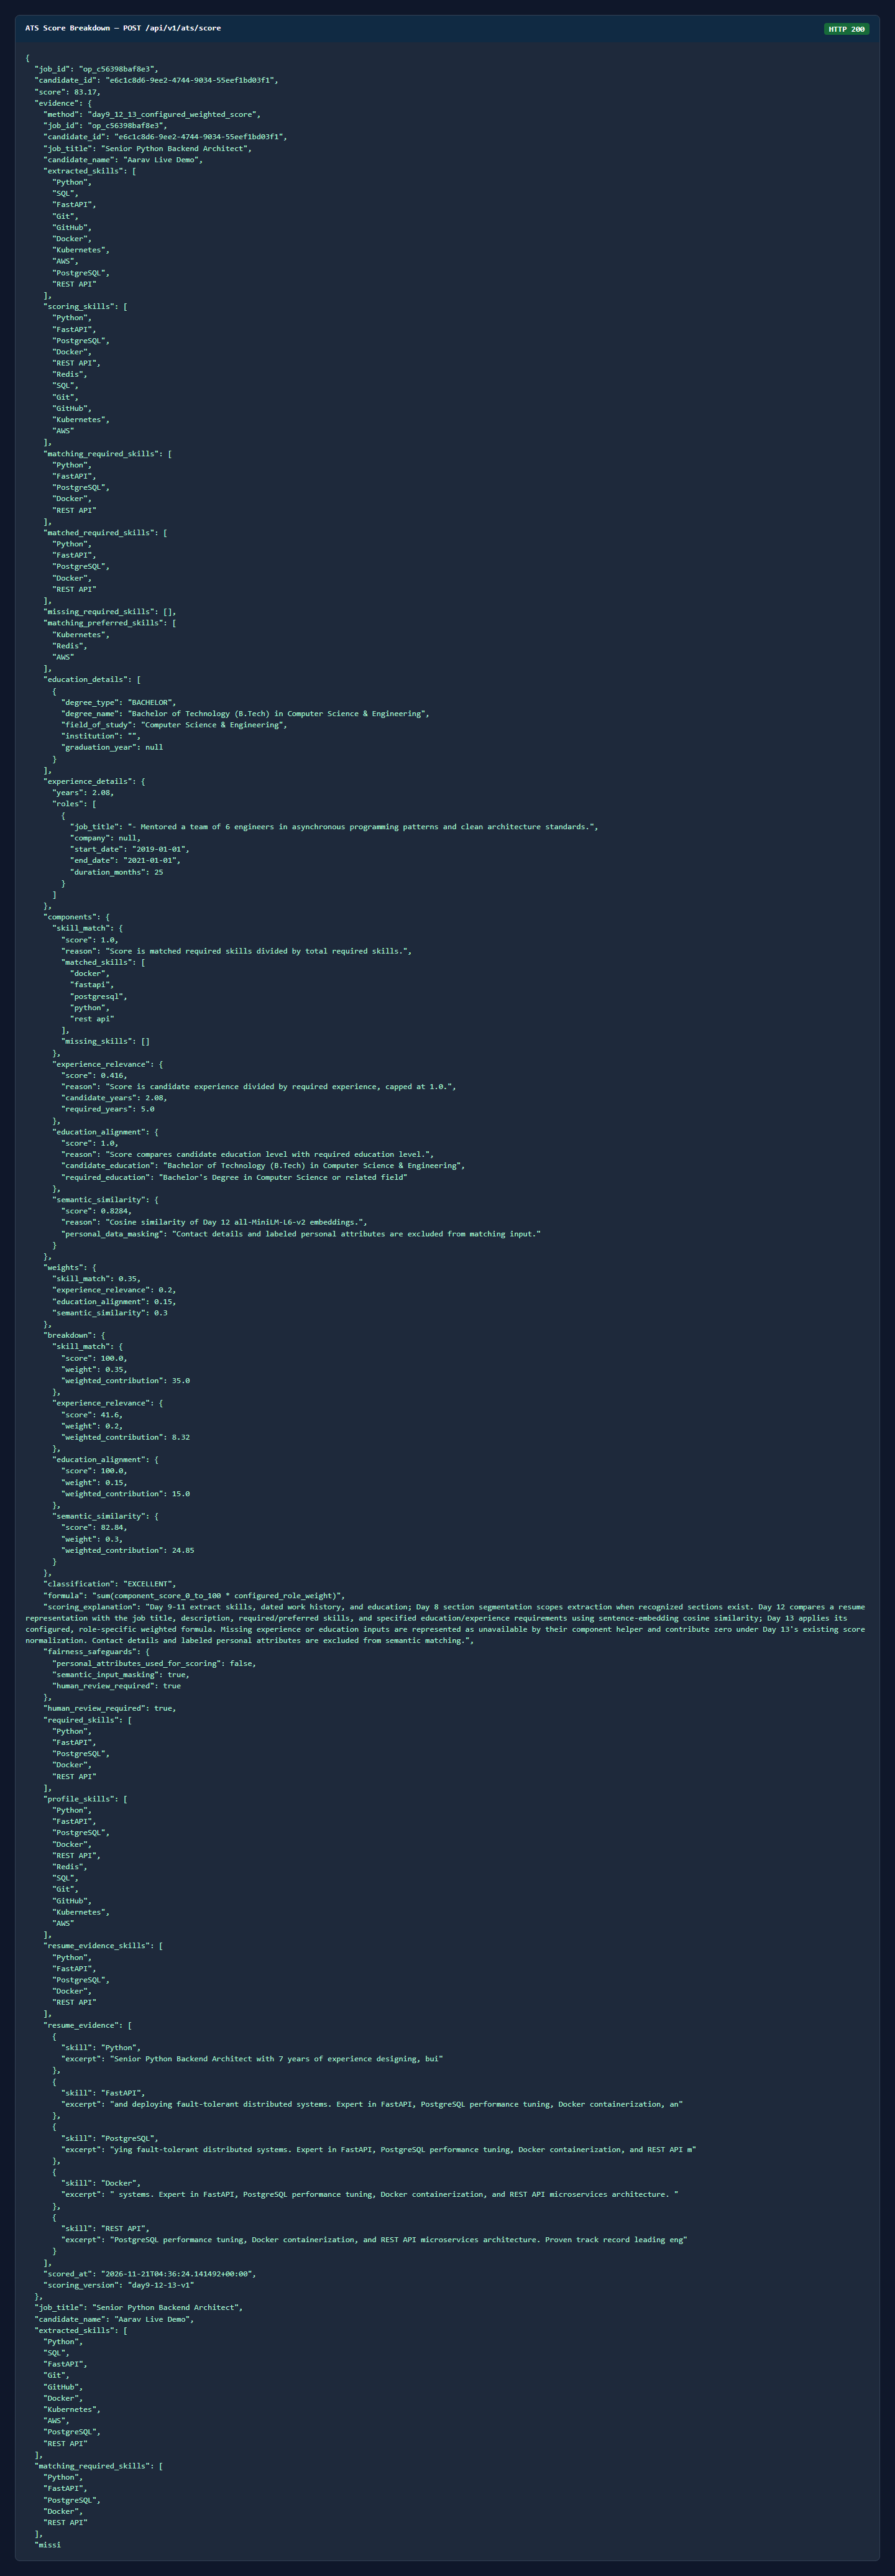 ATS Score Breakdown — POST /api/v1/ats/score
HTTP 200
{
  "job_id": "op_c56398baf8e3",
  "candidate_id": "e6c1c8d6-9ee2-4744-9034-55eef1bd03f1",
  "score": 83.17,
  "evidence": {
    "method": "day9_12_13_configured_weighted_score",
    "job_id": "op_c56398baf8e3",
    "candidate_id": "e6c1c8d6-9ee2-4744-9034-55eef1bd03f1",
    "job_title": "Senior Python Backend Architect",
    "candidate_name": "Aarav Live Demo",
    "extracted_skills": [
      "Python",
      "SQL",
      "FastAPI",
      "Git",
      "GitHub",
      "Docker",
      "Kubernetes",
      "AWS",
      "PostgreSQL",
      "REST API"
    ],
    "scoring_skills": [
      "Python",
      "FastAPI",
      "PostgreSQL",
      "Docker",
      "REST API",
      "Redis",
      "SQL",
      "Git",
      "GitHub",
      "Kubernetes",
      "AWS"
    ],
    "matching_required_skills": [
      "Python",
      "FastAPI",
      "PostgreSQL",
      "Docker",
      "REST API"
    ],
    "matched_required_skills": [
      "Python",
      "FastAPI",
      "PostgreSQL",
      "Docker",
      "REST API"
    ],
    "missing_required_skills": [],
    "matching_preferred_skills": [
      "Kubernetes",
      "Redis",
      "AWS"
    ],
    "education_details": [
      {
        "degree_type": "BACHELOR",
        "degree_name": "Bachelor of Technology (B.Tech) in Computer Science & Engineering",
        "field_of_study": "Computer Science & Engineering",
        "institution": "",
        "graduation_year": null
      }
    ],
    "experience_details": {
      "years": 2.08,
      "roles": [
        {
          "job_title": "- Mentored a team of 6 engineers in asynchronous programming patterns and clean architecture standards.",
          "company": null,
          "start_date": "2019-01-01",
          "end_date": "2021-01-01",
          "duration_months": 25
        }
      ]
    },
    "components": {
      "skill_match": {
        "score": 1.0,
        "reason": "Score is matched required skills divided by total required skills.",
        "matched_skills": [
          "docker",
          "fastapi",
          "postgresql",
          "python",
          "rest api"
        ],
        "missing_skills": []
      },
      "experience_relevance": {
        "score": 0.416,
        "reason": "Score is candidate experience divided by required experience, capped at 1.0.",
        "candidate_years": 2.08,
        "required_years": 5.0
      },
      "education_alignment": {
        "score": 1.0,
        "reason": "Score compares candidate education level with required education level.",
        "candidate_education": "Bachelor of Technology (B.Tech) in Computer Science & Engineering",
        "required_education": "Bachelor's Degree in Computer Science or related field"
      },
      "semantic_similarity": {
        "score": 0.8284,
        "reason": "Cosine similarity of Day 12 all-MiniLM-L6-v2 embeddings.",
        "personal_data_masking": "Contact details and labeled personal attributes are excluded from matching input."
      }
    },
    "weights": {
      "skill_match": 0.35,
      "experience_relevance": 0.2,
      "education_alignment": 0.15,
      "semantic_similarity": 0.3
    },
    "breakdown": {
      "skill_match": {
        "score": 100.0,
        "weight": 0.35,
        "weighted_contribution": 35.0
      },
      "experience_relevance": {
        "score": 41.6,
        "weight": 0.2,
        "weighted_contribution": 8.32
      },
      "education_alignment": {
        "score": 100.0,
        "weight": 0.15,
        "weighted_contribution": 15.0
      },
      "semantic_similarity": {
        "score": 82.84,
        "weight": 0.3,
        "weighted_contribution": 24.85
      }
    },
    "classification": "EXCELLENT",
    "formula": "sum(component_score_0_to_100 * configured_role_weight)",
    "scoring_explanation": "Day 9-11 extract skills, dated work history, and education; Day 8 section segmentation scopes extraction when recognized sections exist. Day 12 compares a resume
representation with the job title, description, required/preferred skills, and specified education/experience requirements using sentence-embedding cosine similarity; Day 13 applies its
configured, role-specific weighted formula. Missing experience or education inputs are represented as unavailable by their component helper and contribute zero under Day 13's existing score
normalization. Contact details and labeled personal attributes are excluded from semantic matching.",
    "fairness_safeguards": {
      "personal_attributes_used_for_scoring": false,
      "semantic_input_masking": true,
      "human_review_required": true
    },
    "human_review_required": true,
    "required_skills": [
      "Python",
      "FastAPI",
      "PostgreSQL",
      "Docker",
      "REST API"
    ],
    "profile_skills": [
      "Python",
      "FastAPI",
      "PostgreSQL",
      "Docker",
      "REST API",
      "Redis",
      "SQL",
      "Git",
      "GitHub",
      "Kubernetes",
      "AWS"
    ],
    "resume_evidence_skills": [
      "Python",
      "FastAPI",
      "PostgreSQL",
      "Docker",
      "REST API"
    ],
    "resume_evidence": [
      {
        "skill": "Python",
        "excerpt": "Senior Python Backend Architect with 7 years of experience designing, bui"
      },
      {
        "skill": "FastAPI",
        "excerpt": "and deploying fault-tolerant distributed systems. Expert in FastAPI, PostgreSQL performance tuning, Docker containerization, an"
      },
      {
        "skill": "PostgreSQL",
        "excerpt": "ying fault-tolerant distributed systems. Expert in FastAPI, PostgreSQL performance tuning, Docker containerization, and REST API m"
      },
      {
        "skill": "Docker",
        "excerpt": " systems. Expert in FastAPI, PostgreSQL performance tuning, Docker containerization, and REST API microservices architecture. "
      },
      {
        "skill": "REST API",
        "excerpt": "PostgreSQL performance tuning, Docker containerization, and REST API microservices architecture. Proven track record leading eng"
      }
    ],
    "scored_at": "2026-11-21T04:36:24.141492+00:00",
    "scoring_version": "day9-12-13-v1"
  },
  "job_title": "Senior Python Backend Architect",
  "candidate_name": "Aarav Live Demo",
  "extracted_skills": [
    "Python",
    "SQL",
    "FastAPI",
    "Git",
    "GitHub",
    "Docker",
    "Kubernetes",
    "AWS",
    "PostgreSQL",
    "REST API"
  ],
  "matching_required_skills": [
    "Python",
    "FastAPI",
    "PostgreSQL",
    "Docker",
    "REST API"
  ],
  "missi